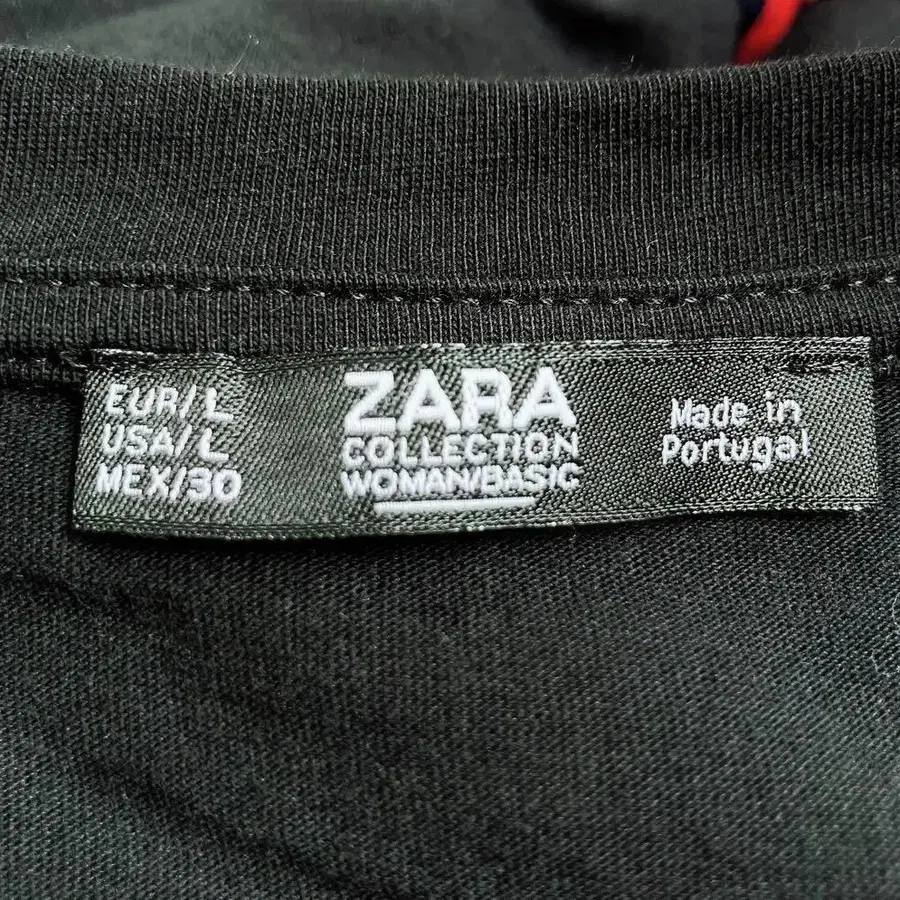 EUR/L
USA/L
MEX/30
ZARA
COLLECTION
WOMAN/BASIC
Made in
Portugal